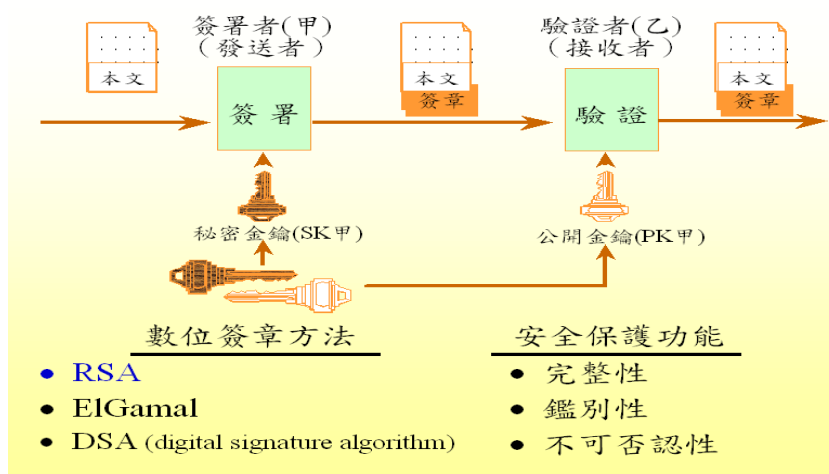 簽署者(甲)
(發送者)
驗證者(乙)
(接收者)
本文
本文
簽章
本文
簽章
簽署
驗證
秘密金鑰(SK甲)
公開金鑰(PK甲)
數位簽章方法
• RSA
• ElGamal
• DSA (digital signature algorithm)
安全保護功能
• 完整性
• 鑑別性
• 不可否認性